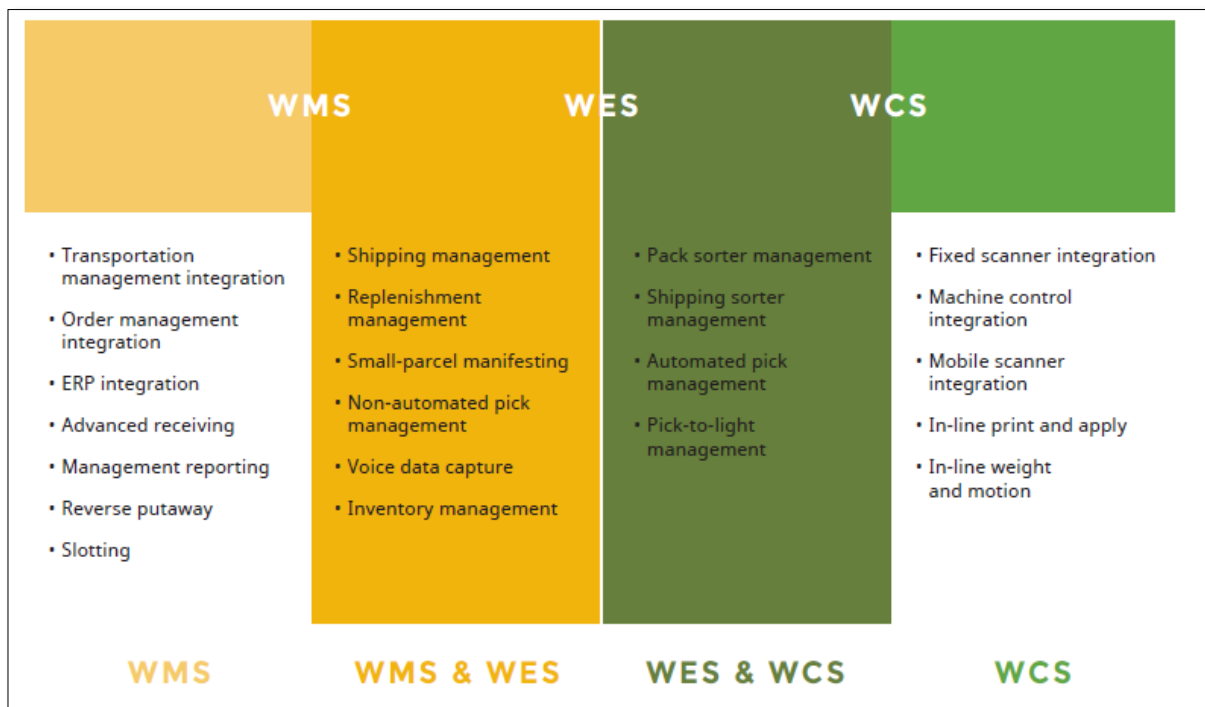 WMS
WES
WCS
• Transportation
management integration
• Order management
integration
• ERP integration
• Advanced receiving
• Management reporting
• Reverse putaway
• Slotting
• Shipping management
• Replenishment
management
• Small-parcel manifesting
• Non-automated pick
management
• Voice data capture
• Inventory management
• Pack sorter management
• Shipping sorter
management
• Automated pick
management
• Pick-to-light
management
• Fixed scanner integration
• Machine control
integration
• Mobile scanner
integration
• In-line print and apply
• In-line weight
and motion
WMS
WMS & WES
WES & WCS
WCS